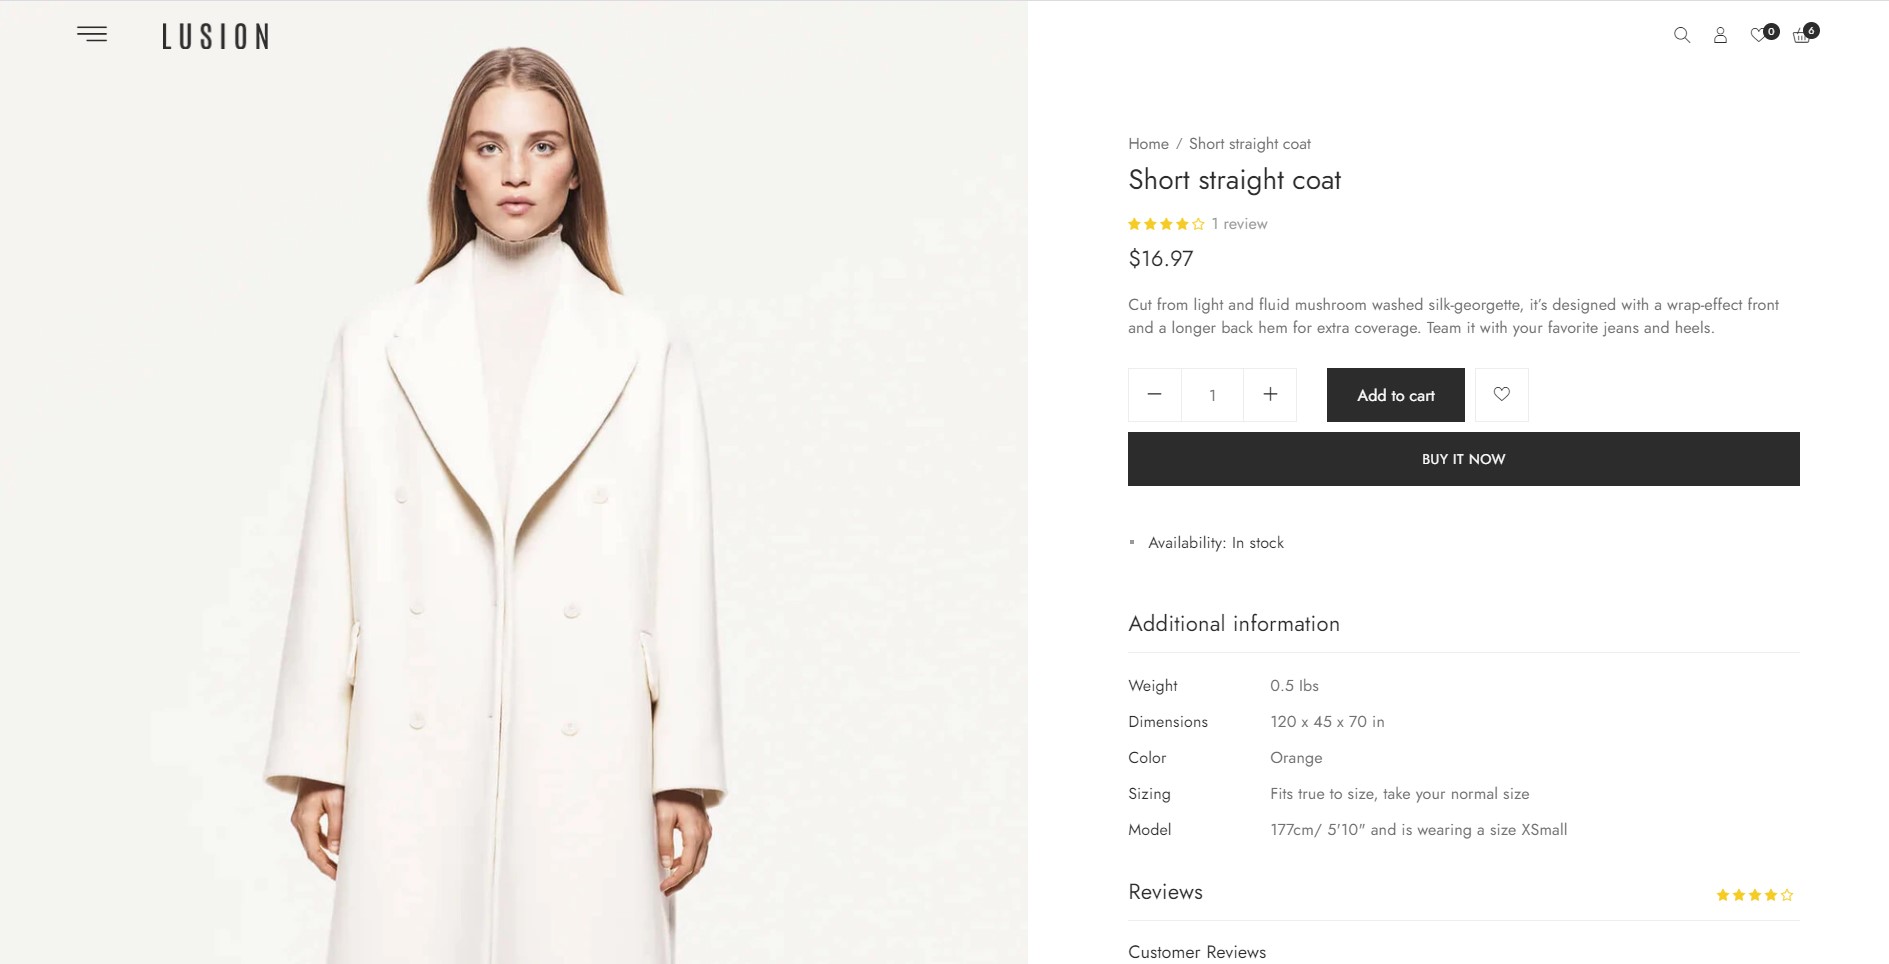 LUSION
0
6
Home / Short straight coat
Short straight coat
1 review
$16.97
Cut from light and fluid mushroom washed silk-georgette, it's designed with a wrap-effect front
and a longer back hem for extra coverage. Team it with your favorite jeans and heels.
1
Add to cart
BUY IT NOW
Availability: In stock
Additional information
Weight 0.5 lbs
Dimensions 120 x 45 x 70 in
Color Orange
Sizing Fits true to size, take your normal size
Model 177cm/ 5'10" and is wearing a size XSmall
Reviews
Customer Reviews